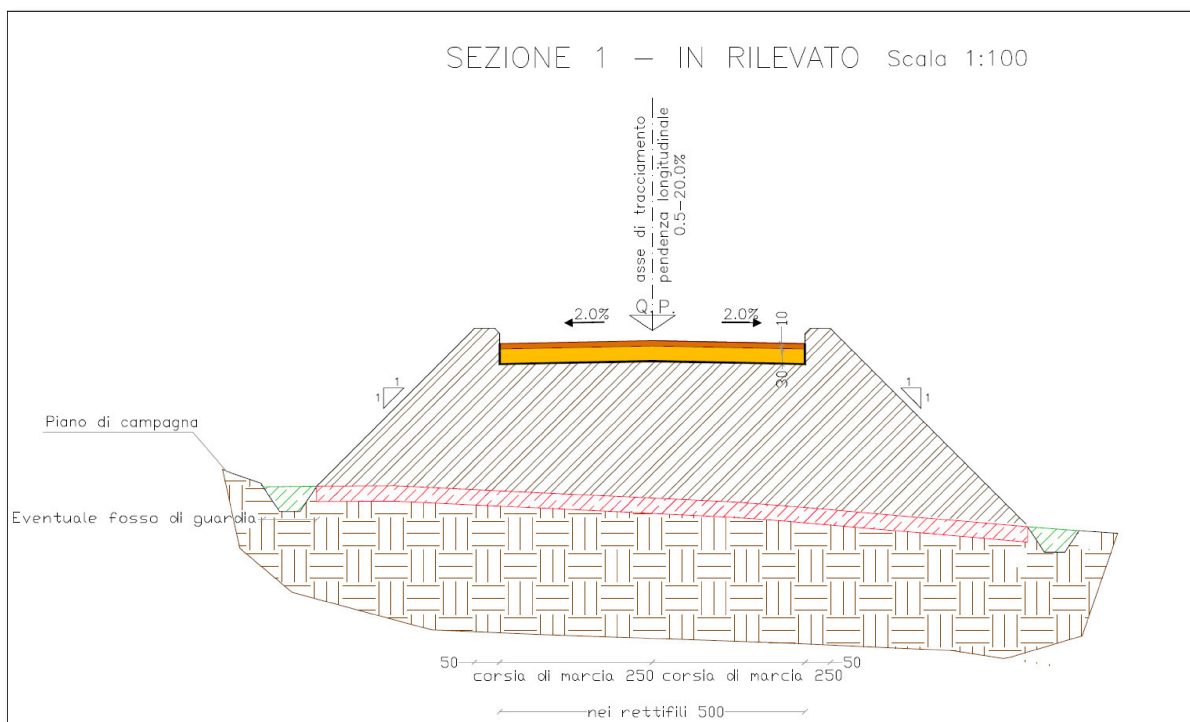 SEZIONE 1 - IN RILEVATO Scala 1:100
asse di tracciamento
pendenza longitudinale
0.5-20.0%
Q.P.
2.0% 2.0%
10
30
1
1
1
1
Piano di campagna
Eventuale fosso di guardia
50 50
corsia di marcia 250 corsia di marcia 250
nei rettifili 500